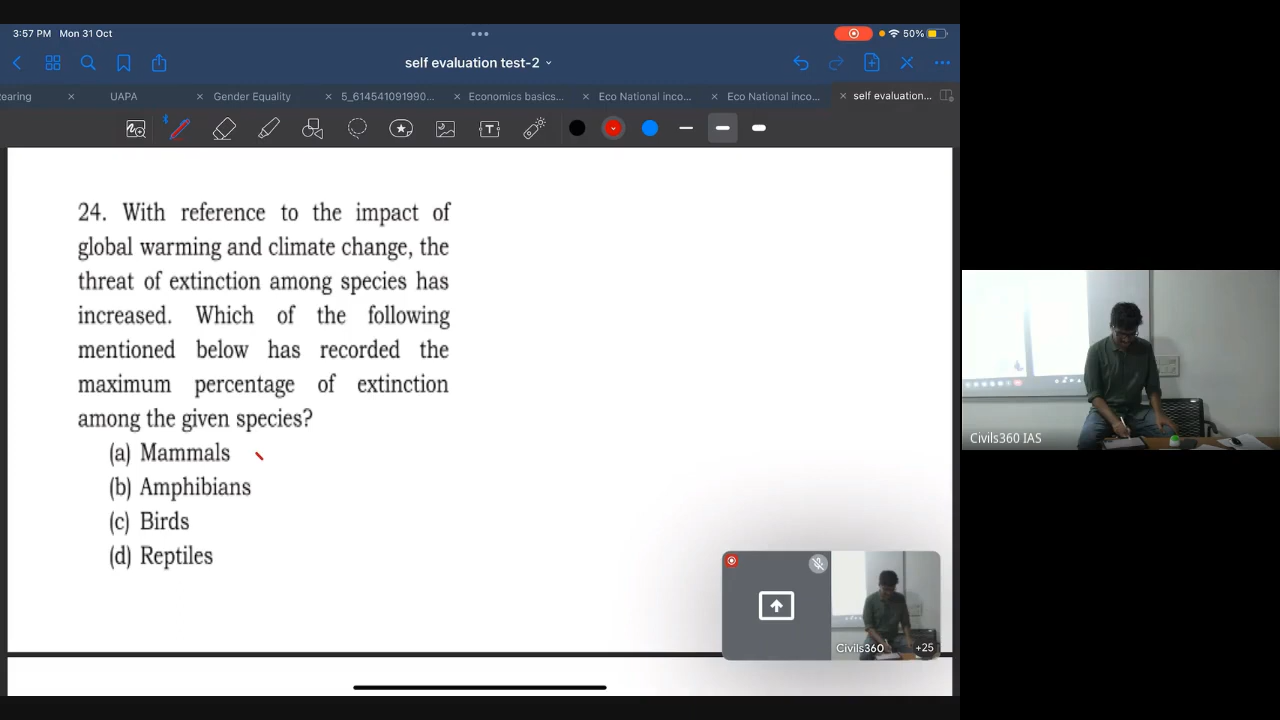 3:57 PM Mon 31 Oct
50%
self evaluation test-2
earing
UAPA
Gender Equality
5_614541091990...
Economics basics...
Eco National inco...
Eco National inco...
self evaluation...
T
24. With reference to the impact of
global warming and climate change, the
threat of extinction among species has
increased. Which of the following
mentioned below has recorded the
maximum percentage of extinction
among the given species?
(a) Mammals
(b) Amphibians
(c) Birds
(d) Reptiles
Civils360
+25
Civils360 IAS